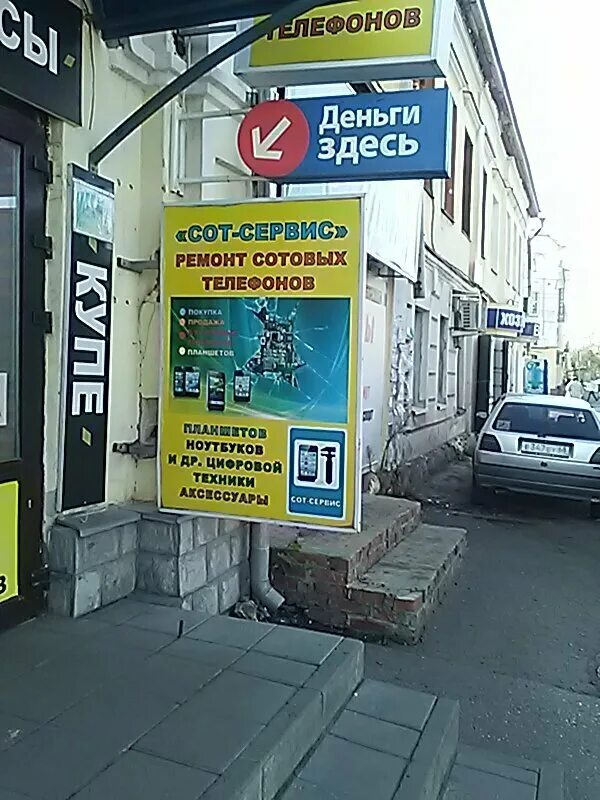 СЫ
ТЕЛЕФОНОВ
Деньги
здесь
КУПЕ
«СОТ-СЕРВИС»
РЕМОНТ СОТОВЫХ
ТЕЛЕФОНОВ
ПОКУПКА
ПРОДАЖА
ПЛАНШЕТОВ
ПЛАНШЕТОВ
НОУТБУКОВ
И ДР. ЦИФРОВОЙ
ТЕХНИКИ
АКСЕССУАРЫ
СОТ-СЕРВИС
ХОЗ